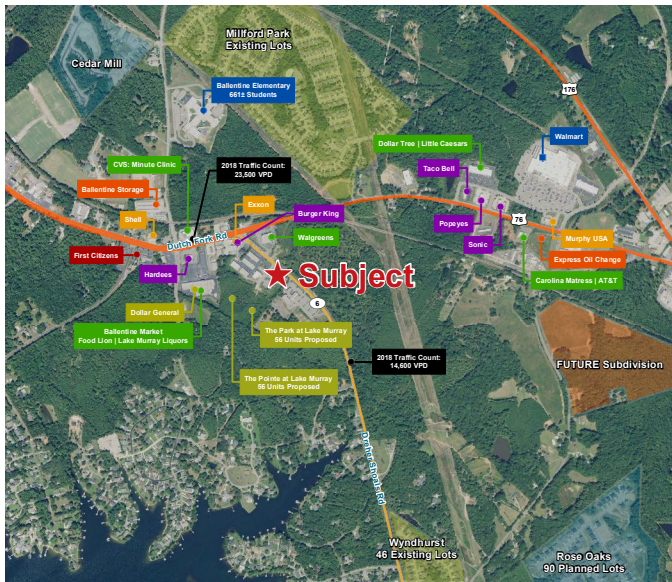 Millford Park
Existing Lots
Cedar Mill
176
Ballentine Elementary
661± Students
Walmart
Dollar Tree | Little Caesars
CVS: Minute Clinic
2018 Traffic Count:
23,500 VPD
Taco Bell
Ballentine Storage
Exxon
Popeyes
Shell
Burger King
76
Dutch Fork Rd
Walgreens
Murphy USA
Sonic
First Citizens
Express Oil Change
Hardees
Subject
Carolina Matress | AT&T
6
Dollar General
Ballentine Market
Food Lion | Lake Murray Liquors
The Park at Lake Murray
56 Units Proposed
2018 Traffic Count:
14,600 VPD
FUTURE Subdivision
The Pointe at Lake Murray
56 Units Proposed
Dreher Shoals Rd
Wyndhurst
46 Existing Lots
Rose Oaks
90 Planned Lots